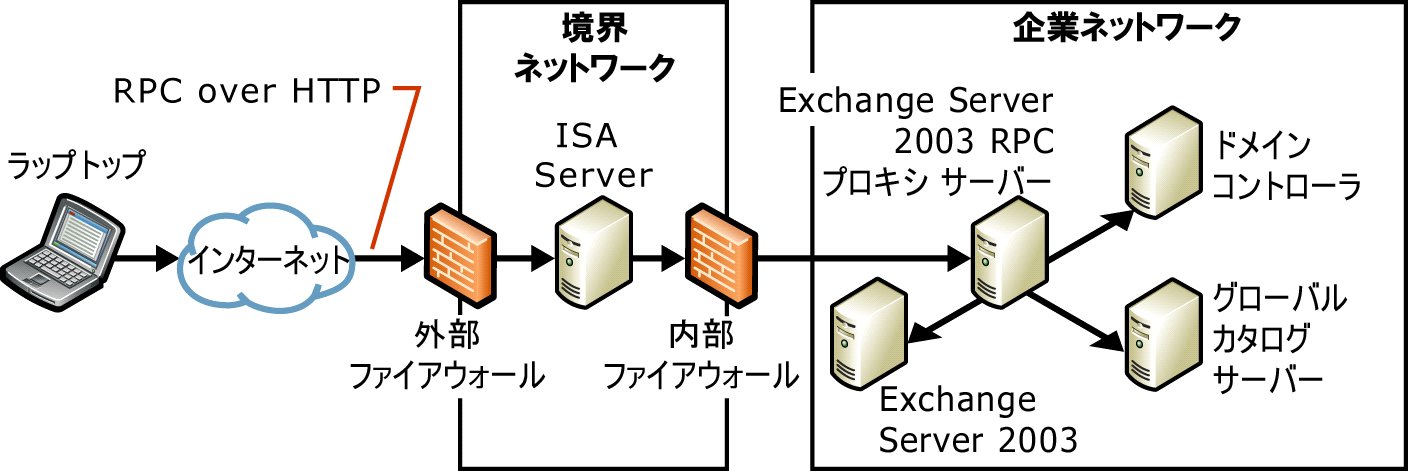 境界
ネットワーク
企業ネットワーク
RPC over HTTP
ISA
Server
Exchange Server
2003 RPC
プロキシ サーバー
ドメイン
コントローラ
ラップトップ
インターネット
外部
ファイアウォール
内部
ファイアウォール
グローバル
カタログ
サーバー
Exchange
Server 2003